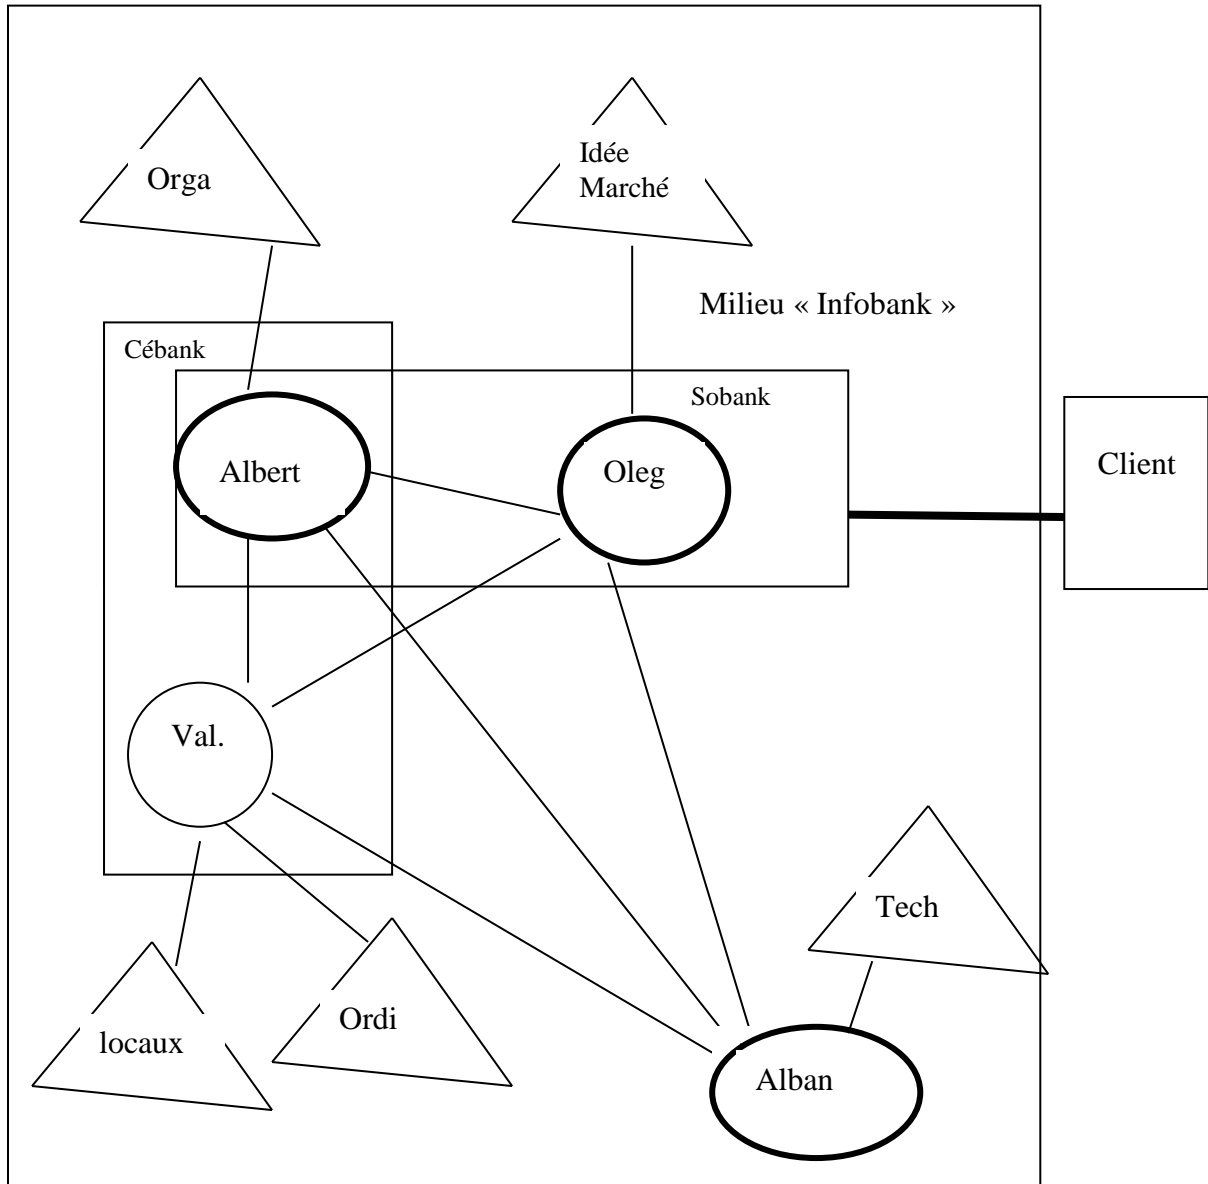 Idée
Marché
Orga
Milieu « Infobank »
Cébank
Sobank
Albert
Oleg
Client
Val.
Tech
Ordi
locaux
Alban